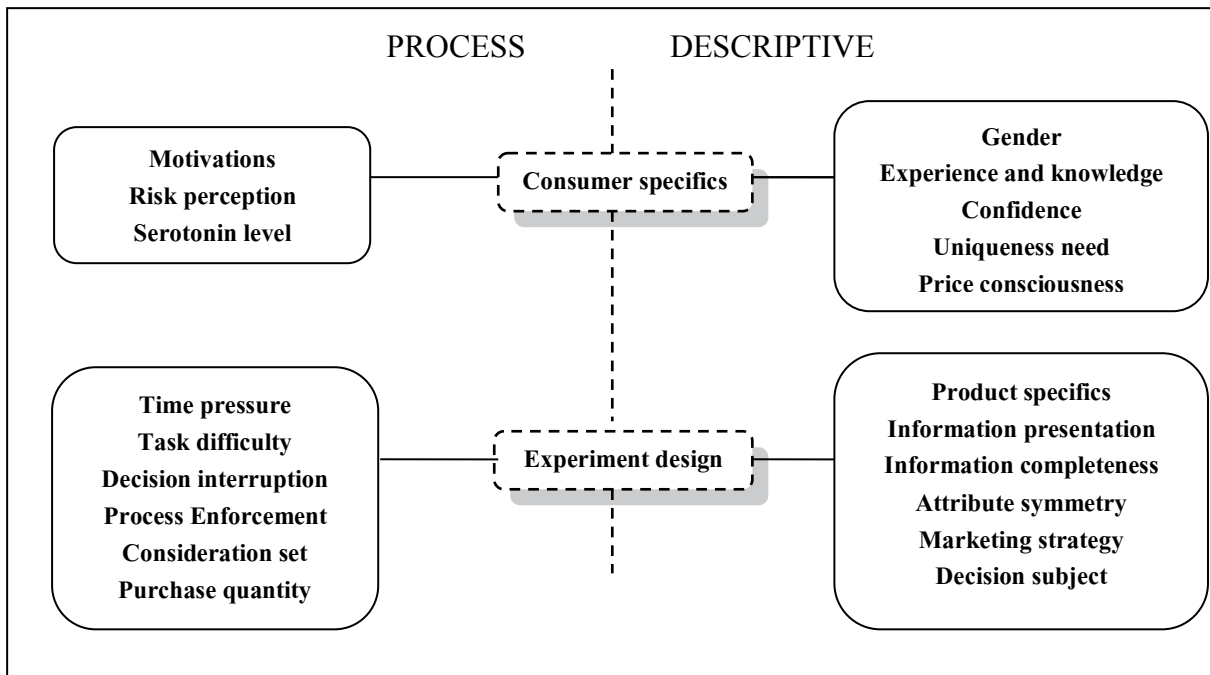 PROCESS
DESCRIPTIVE
Motivations
Risk perception
Serotonin level
Consumer specifics
Gender
Experience and knowledge
Confidence
Uniqueness need
Price consciousness
Time pressure
Task difficulty
Decision interruption
Process Enforcement
Consideration set
Purchase quantity
Experiment design
Product specifics
Information presentation
Information completeness
Attribute symmetry
Marketing strategy
Decision subject